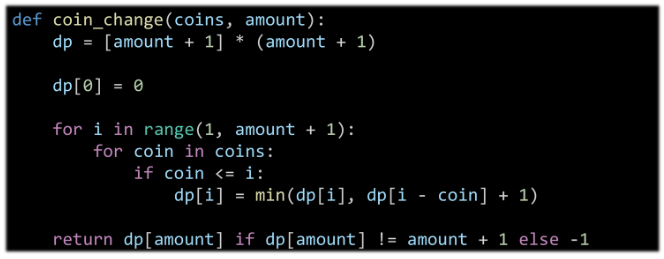 def coin_change(coins, amount):
    dp = [amount + 1] * (amount + 1)

    dp[0] = 0

    for i in range(1, amount + 1):
        for coin in coins:
            if coin <= i:
                dp[i] = min(dp[i], dp[i - coin] + 1)

    return dp[amount] if dp[amount] != amount + 1 else -1